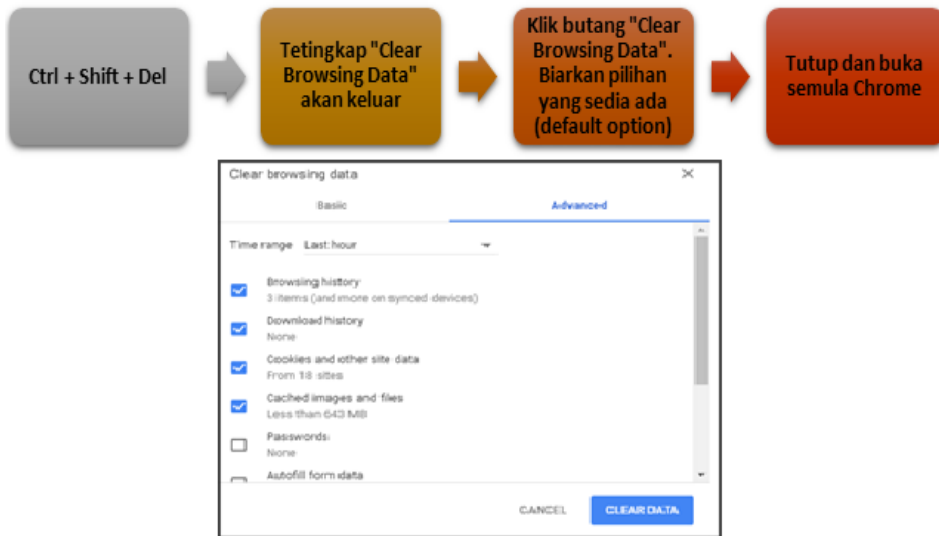 Ctrl + Shift + Del
Tetingkap "Clear
Browsing Data"
akan keluar
Klik butang "Clear
Browsing Data".
Biarkan pilihan
yang sedia ada
(default option)
Tutup dan buka
semula Chrome
Clear browsing data
Basic
Advanced
Time range Last hour
Browsing history
3 items (and more on synced devices)
Download history
None
Cookies and other site data
From 18 sites
Cached images and files
Less than 643 MB
Passwords
None
Autofill form data
CANCEL
CLEAR DATA